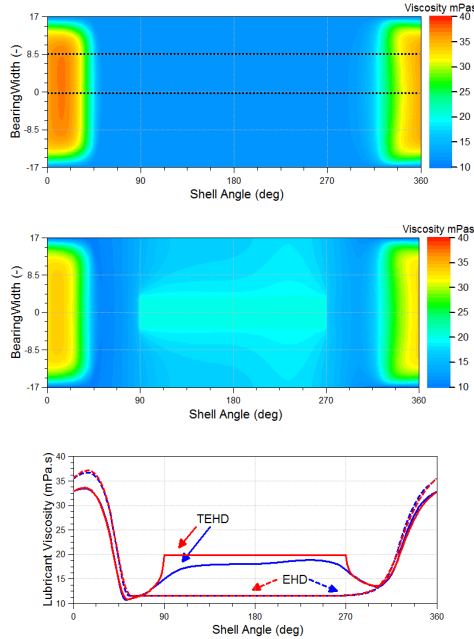 Viscosity mPas
17
8.5
0
-8.5
-17
BearingWidth (-)
0 90 180 270 360
Shell Angle (deg)
40
35
30
25
20
15
10
Viscosity mPas
17
8.5
0
-8.5
-17
BearingWidth (-)
0 90 180 270 360
Shell Angle (deg)
40
35
30
25
20
15
10
40
35
30
25
20
15
10
Lubricant Viscosity (mPa.s)
TEHD
EHD
0 90 180 270 360
Shell Angle (deg)